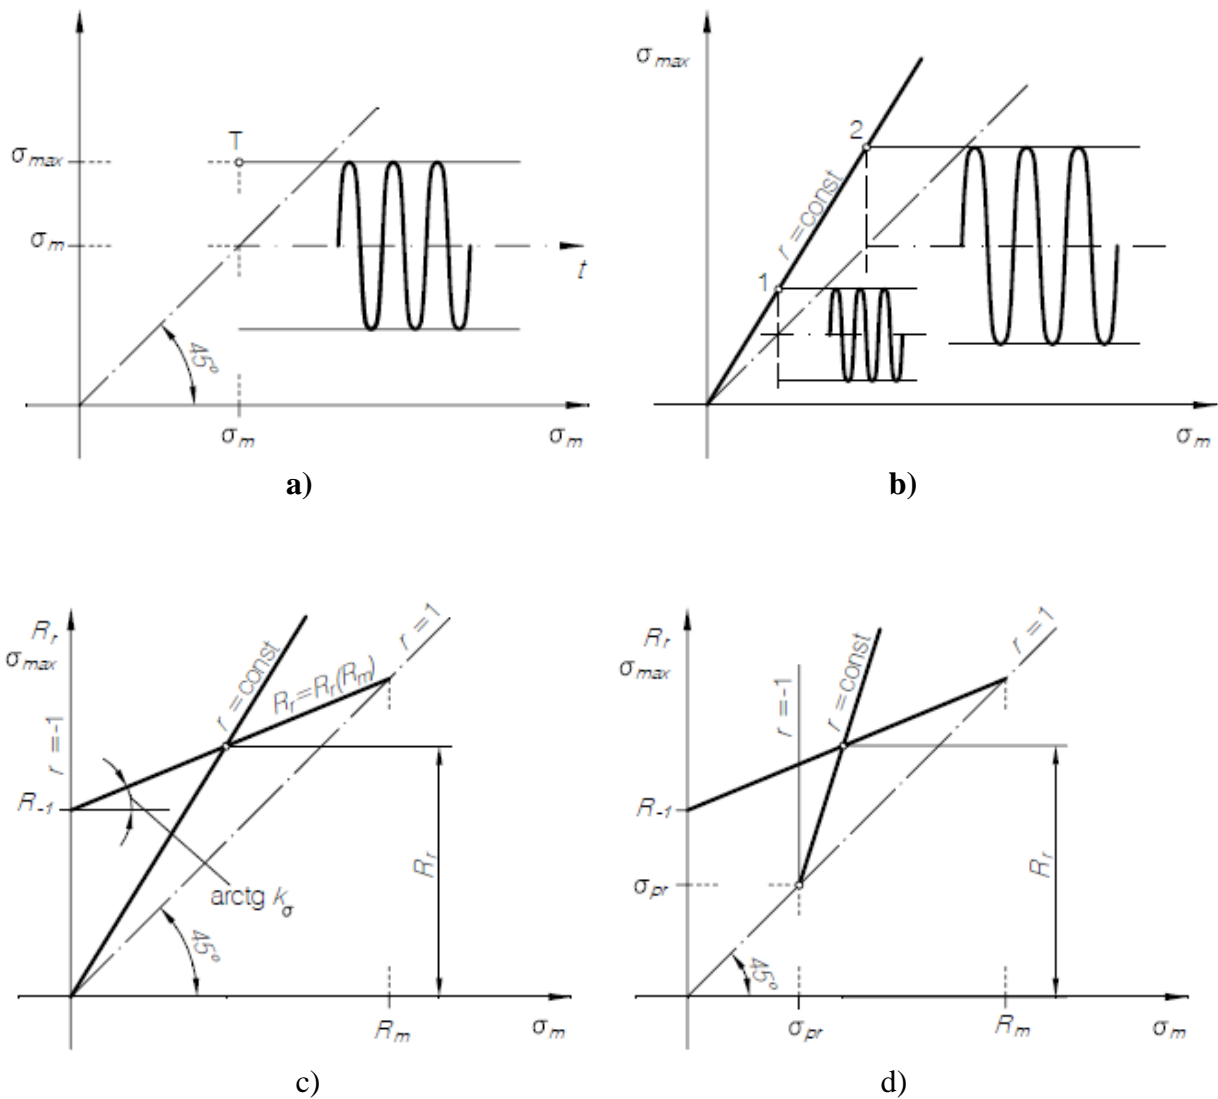 T
σmax
σm
t
45°
σm
σm
a)
σmax
2
r = const
1
σm
b)
Rr
σmax
r = -1
r = const
Rr=Rr(Rm)
r = 1
R-1
arctg kσ
Rr
45°
Rm
σm
c)
Rr
σmax
r = -1
r = const
r = 1
R-1
σpr
Rr
45°
σpr
Rm
σm
d)